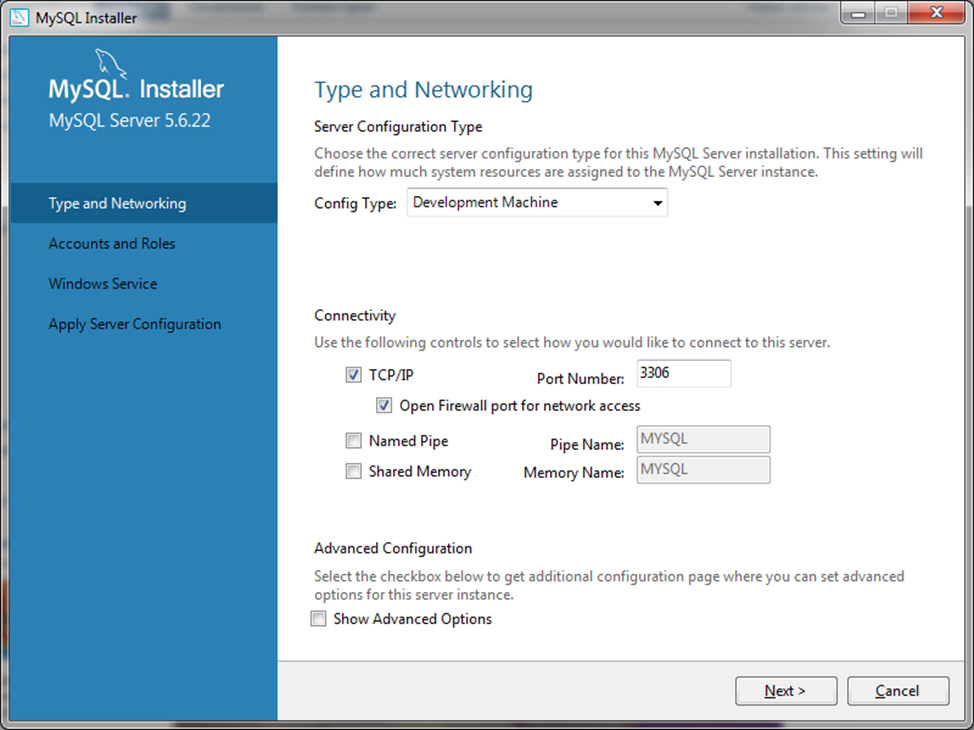 MySQL Installer
MySQL. Installer
MySQL Server 5.6.22
Type and Networking
Accounts and Roles
Windows Service
Apply Server Configuration
Type and Networking
Server Configuration Type
Choose the correct server configuration type for this MySQL Server installation. This setting will
define how much system resources are assigned to the MySQL Server instance.
Config Type: Development Machine
Connectivity
Use the following controls to select how you would like to connect to this server.
TCP/IP Port Number: 3306
Open Firewall port for network access
Named Pipe Pipe Name: MYSQL
Shared Memory Memory Name: MYSQL
Advanced Configuration
Select the checkbox below to get additional configuration page where you can set advanced
options for this server instance.
Show Advanced Options
Next > Cancel